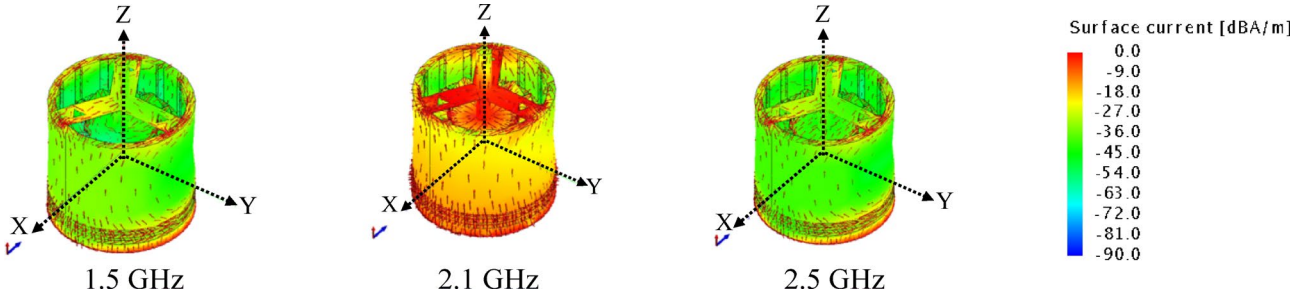 Z
Y
X
1.5 GHz
Z
Y
X
2.1 GHz
Z
Y
X
2.5 GHz
Surface current [dBA/m]
0.0
-9.0
-18.0
-27.0
-36.0
-45.0
-54.0
-63.0
-72.0
-81.0
-90.0